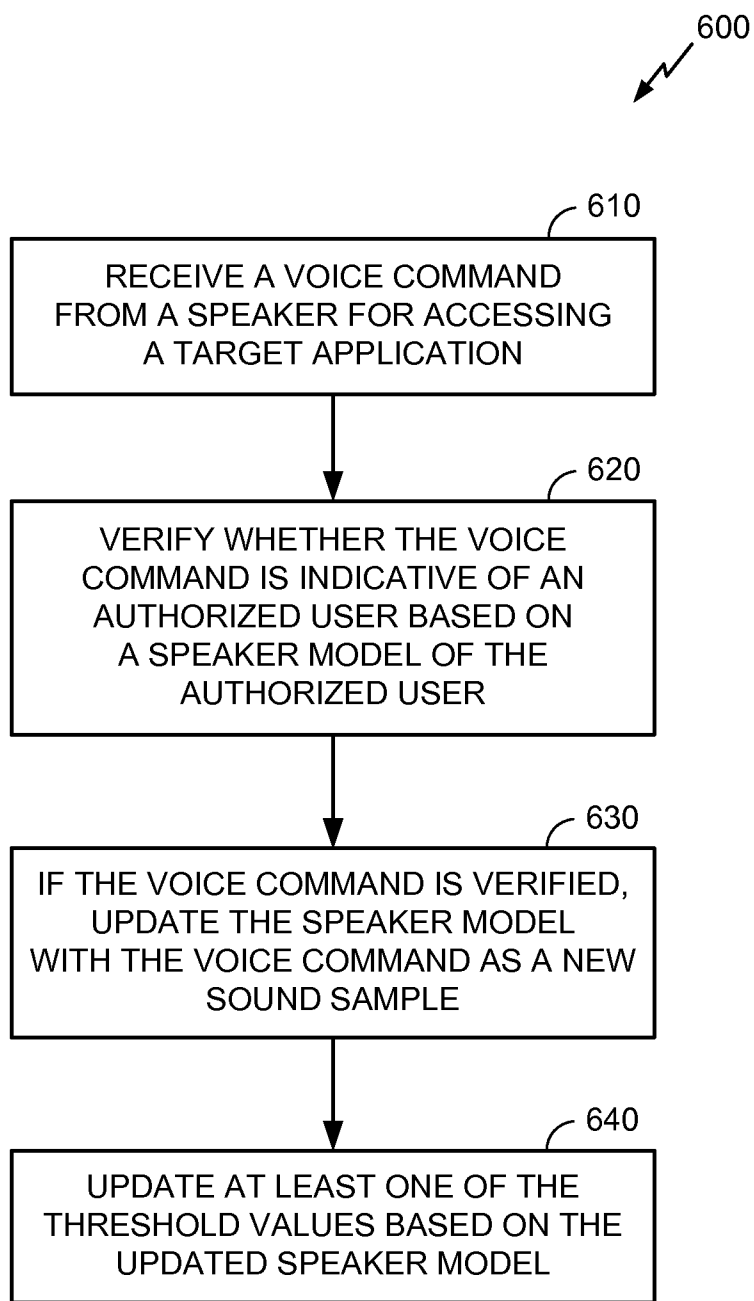 600
610
RECEIVE A VOICE COMMAND
FROM A SPEAKER FOR ACCESSING
A TARGET APPLICATION
620
VERIFY WHETHER THE VOICE
COMMAND IS INDICATIVE OF AN
AUTHORIZED USER BASED ON
A SPEAKER MODEL OF THE
AUTHORIZED USER
630
IF THE VOICE COMMAND IS VERIFIED,
UPDATE THE SPEAKER MODEL
WITH THE VOICE COMMAND AS A NEW
SOUND SAMPLE
640
UPDATE AT LEAST ONE OF THE
THRESHOLD VALUES BASED ON THE
UPDATED SPEAKER MODEL